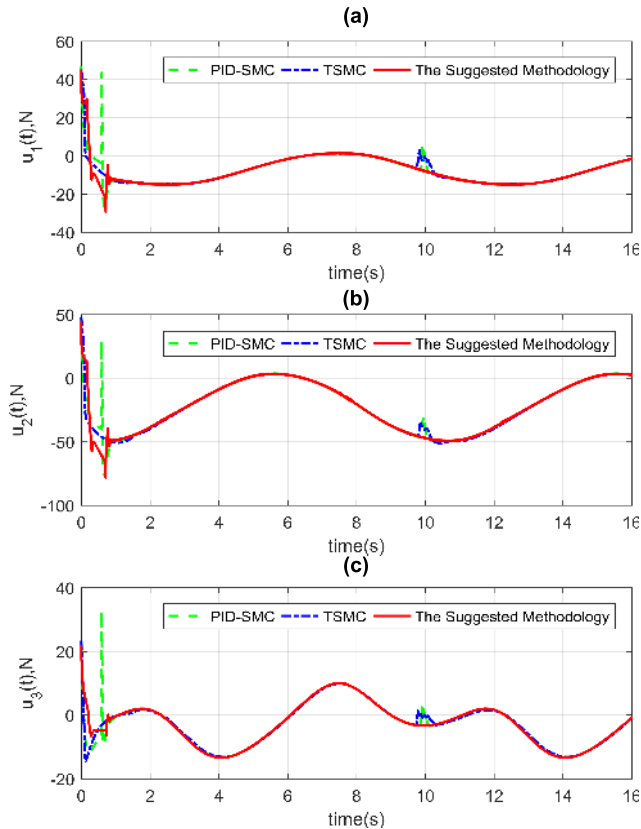 (a)
60
40
20
0
-20
-40
u1(t),N
PID-SMC TSMC The Suggested Methodology
0 2 4 6 8 10 12 14 16
time(s)
(b)
50
0
-50
-100
u2(t),N
PID-SMC TSMC The Suggested Methodology
0 2 4 6 8 10 12 14 16
time(s)
(c)
40
20
0
-20
u3(t),N
PID-SMC TSMC The Suggested Methodology
0 2 4 6 8 10 12 14 16
time(s)